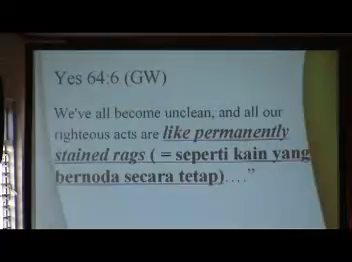 Yes 64:6 (GW)
We've all become unclean, and all our
righteous acts are like permanently
stained rags ( = seperti kain yang
bernoda secara tetap)…."